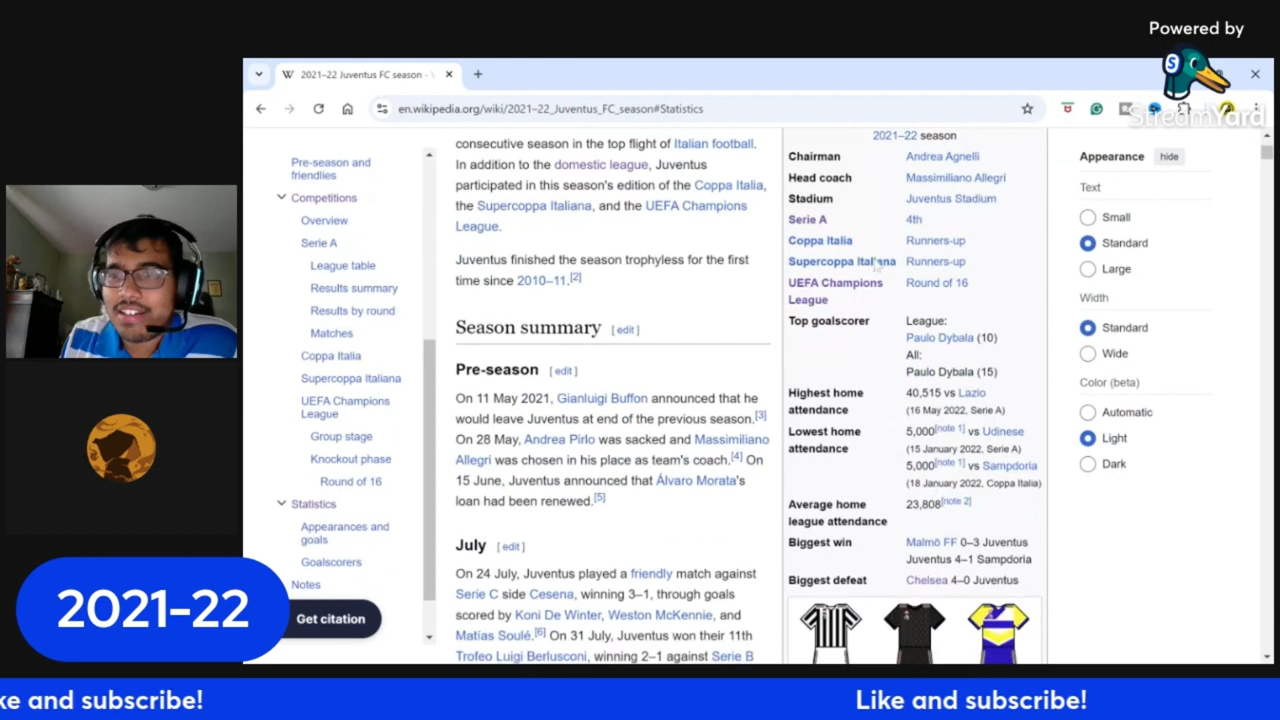 Powered by
StreamYard
2021–22 Juventus FC season -
en.wikipedia.org/wiki/2021–22_Juventus_FC_season#Statistics
Pre-season and
friendlies
Competitions
Overview
Serie A
League table
Results summary
Results by round
Matches
Coppa Italia
Supercoppa Italiana
UEFA Champions
League
Group stage
Knockout phase
Round of 16
Statistics
Appearances and
goals
Goalscorers
Notes
Get citation
consecutive season in the top flight of Italian football.
In addition to the domestic league, Juventus
participated in this season's edition of the Coppa Italia,
the Supercoppa Italiana, and the UEFA Champions
League.
Juventus finished the season trophyless for the first
time since 2010–11.[2]
Season summary [ edit ]
Pre-season [ edit ]
On 11 May 2021, Gianluigi Buffon announced that he
would leave Juventus at end of the previous season.[3]
On 28 May, Andrea Pirlo was sacked and Massimiliano
Allegri was chosen in his place as team's coach.[4] On
15 June, Juventus announced that Álvaro Morata's
loan had been renewed.[5]
July [ edit ]
On 24 July, Juventus played a friendly match against
Serie C side Cesena, winning 3–1, through goals
scored by Koni De Winter, Weston McKennie, and
Matías Soulé.[6] On 31 July, Juventus won their 11th
Trofeo Luigi Berlusconi, winning 2–1 against Serie B
2021–22 season
Chairman Andrea Agnelli
Head coach Massimiliano Allegri
Stadium Juventus Stadium
Serie A 4th
Coppa Italia Runners-up
Supercoppa Italiana Runners-up
UEFA Champions Round of 16
League
Top goalscorer League:
Paulo Dybala (10)
All:
Paulo Dybala (15)
Highest home 40,515 vs Lazio
attendance (16 May 2022, Serie A)
Lowest home 5,000[note 1] vs Udinese
attendance (15 January 2022, Serie A)
5,000[note 1] vs Sampdoria
(18 January 2022, Coppa Italia)
Average home 23,808[note 2]
league attendance
Biggest win Malmö FF 0–3 Juventus
Juventus 4–1 Sampdoria
Biggest defeat Chelsea 4–0 Juventus
Appearance hide
Text
Small
Standard
Large
Width
Standard
Wide
Color (beta)
Automatic
Light
Dark
2021-22
ke and subscribe!
Like and subscribe!